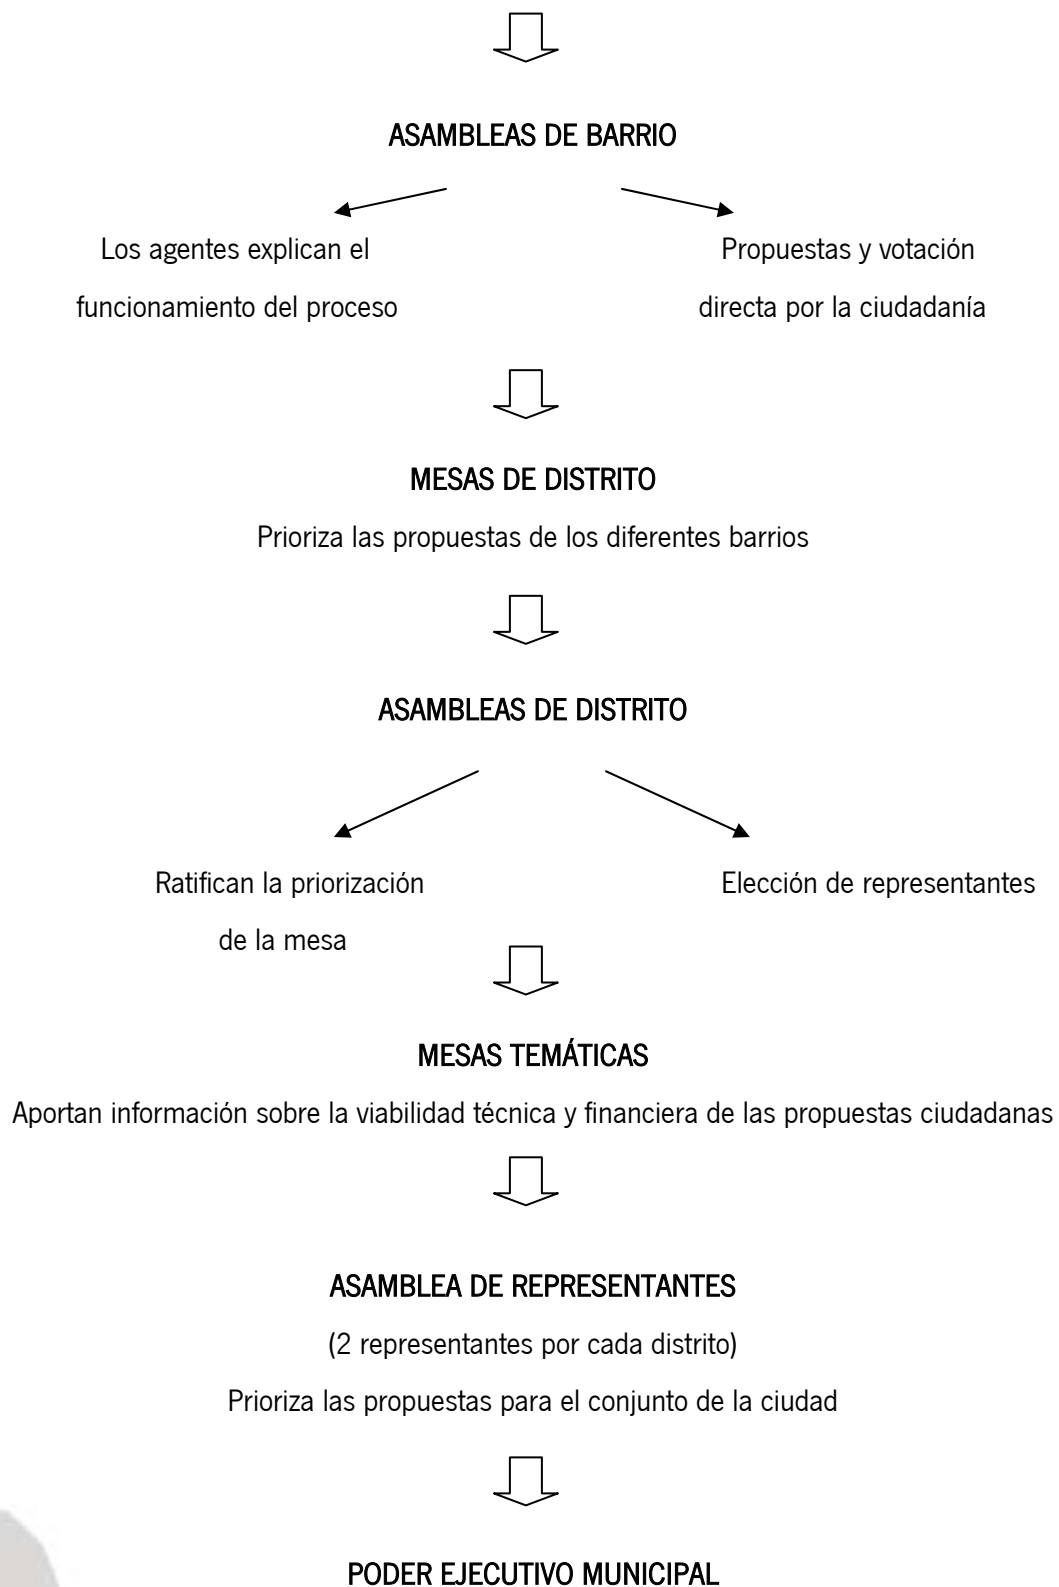 ASAMBLEAS DE BARRIO
Los agentes explican el
funcionamiento del proceso
Propuestas y votación
directa por la ciudadanía
MESAS DE DISTRITO
Prioriza las propuestas de los diferentes barrios
ASAMBLEAS DE DISTRITO
Ratifican la priorización
de la mesa
Elección de representantes
MESAS TEMÁTICAS
Aportan información sobre la viabilidad técnica y financiera de las propuestas ciudadanas
ASAMBLEA DE REPRESENTANTES
(2 representantes por cada distrito)
Prioriza las propuestas para el conjunto de la ciudad
PODER EJECUTIVO MUNICIPAL